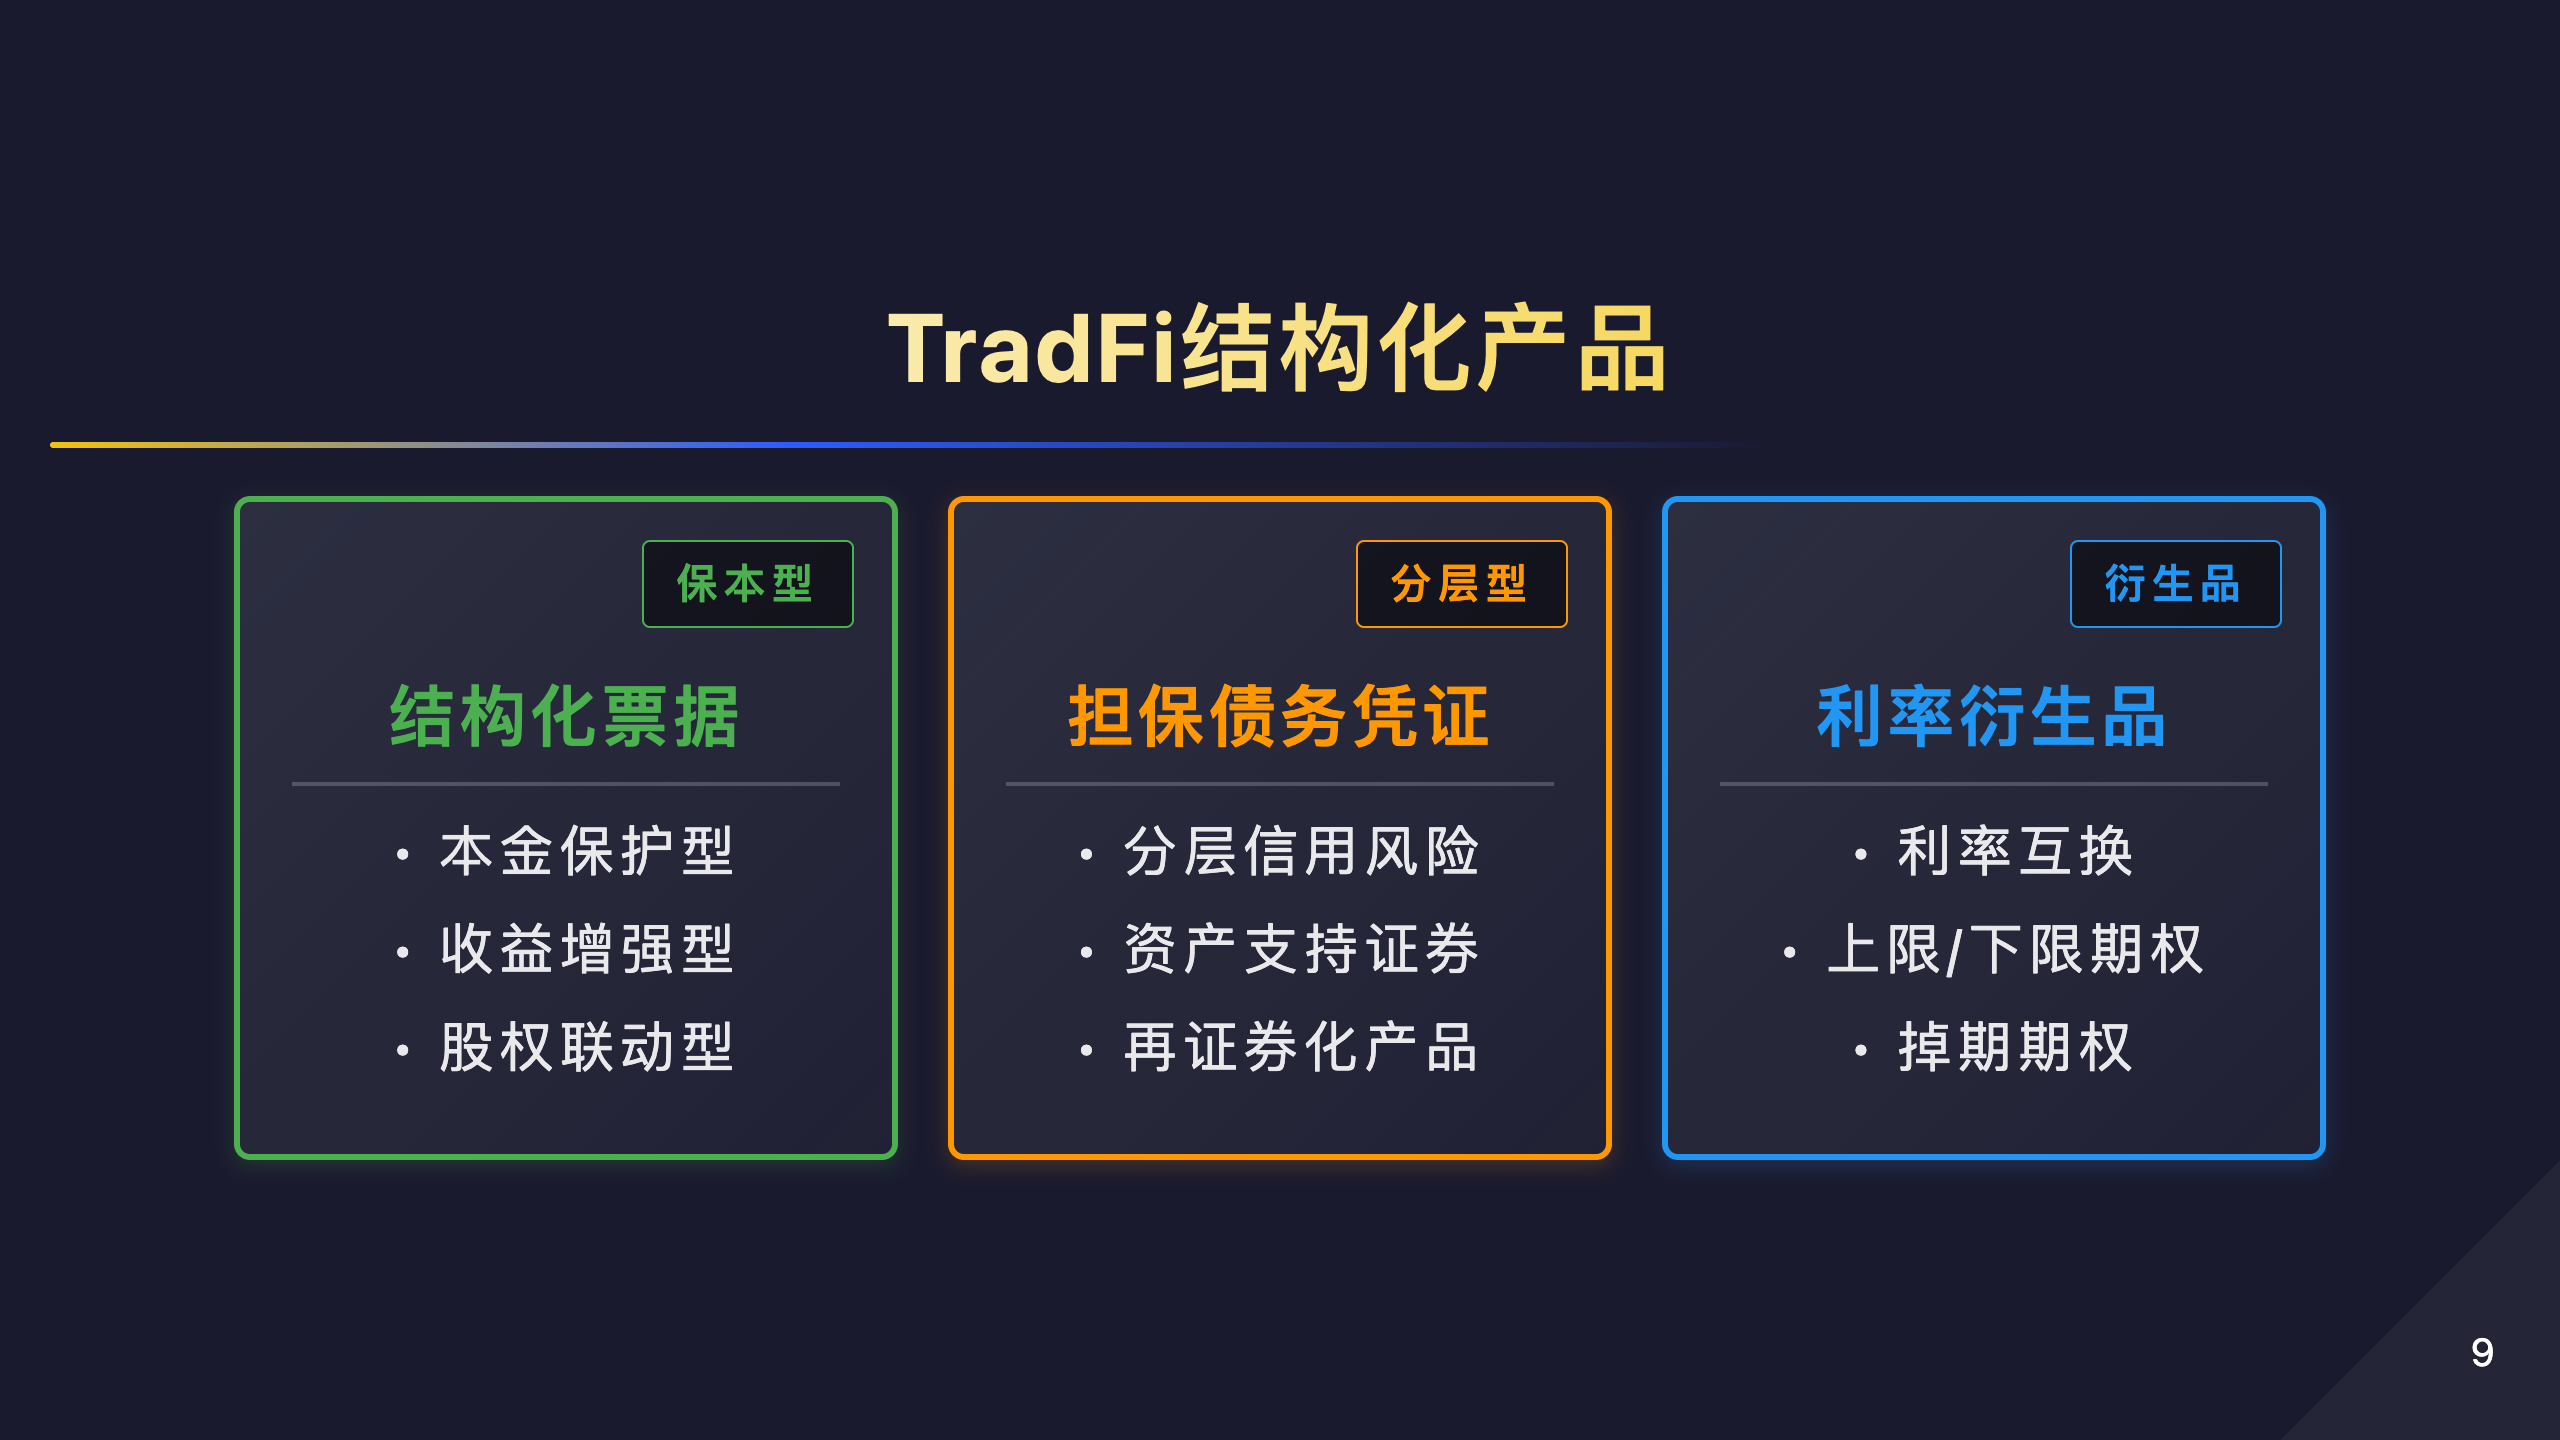 TradFi结构化产品
保本型
结构化票据
• 本金保护型
• 收益增强型
• 股权联动型
分层型
担保债务凭证
• 分层信用风险
• 资产支持证券
• 再证券化产品
衍生品
利率衍生品
• 利率互换
• 上限/下限期权
• 掉期期权
9